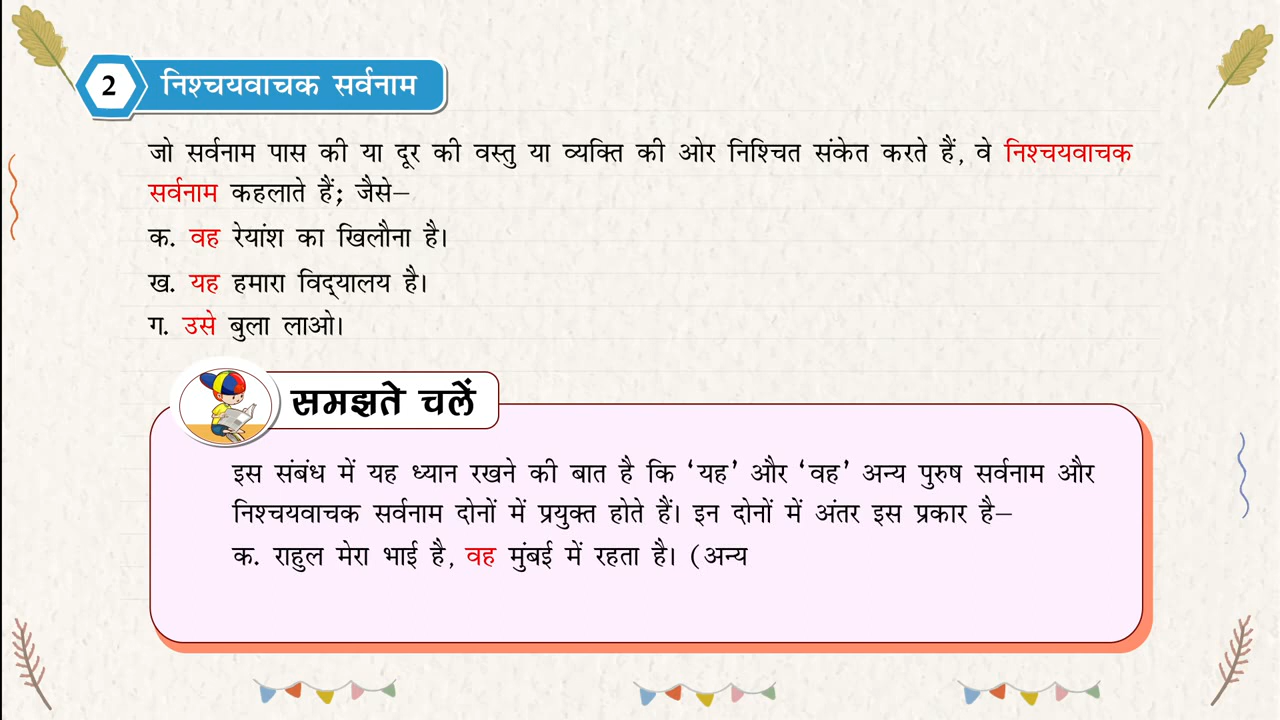 2 निश्चयवाचक सर्वनाम
जो सर्वनाम पास की या दूर की वस्तु या व्यक्ति की ओर निश्चित संकेत करते हैं, वे निश्चयवाचक
सर्वनाम कहलाते हैं; जैसे–
क. वह रेयांश का खिलौना है।
ख. यह हमारा विद्‌यालय है।
ग. उसे बुला लाओ।
समझते चलें
इस संबंध में यह ध्यान रखने की बात है कि ‘यह’ और ‘वह’ अन्य पुरुष सर्वनाम और
निश्चयवाचक सर्वनाम दोनों में प्रयुक्त होते हैं। इन दोनों में अंतर इस प्रकार है–
क. राहुल मेरा भाई है, वह मुंबई में रहता है। (अन्य